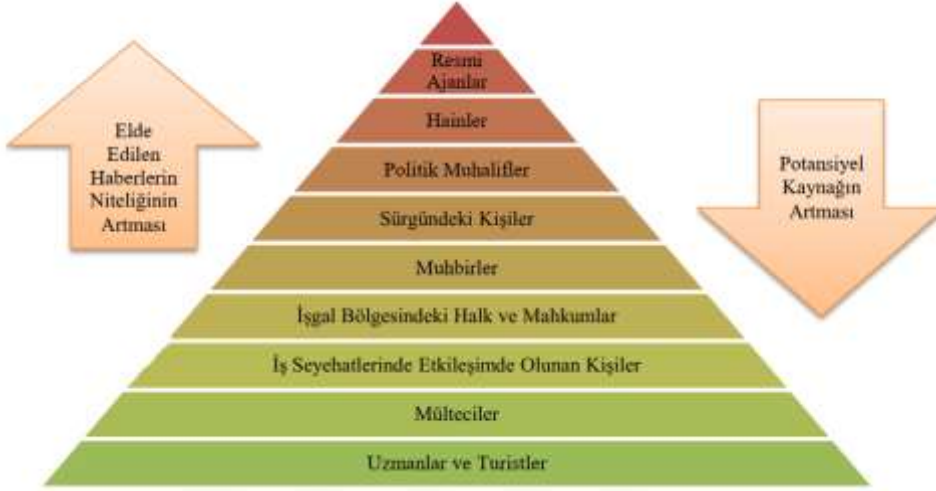 Resmi
Ajanlar
Hainler
Politik Muhalifler
Sürgündeki Kişiler
Muhbirler
İşgal Bölgesindeki Halk ve Mahkumlar
İş Seyehatlerinde Etkileşimde Olunan Kişiler
Mülteciler
Uzmanlar ve Turistler
Elde
Edilen
Haberlerin
Niteliğinin
Artması
Potansiyel
Kaynağın
Artması